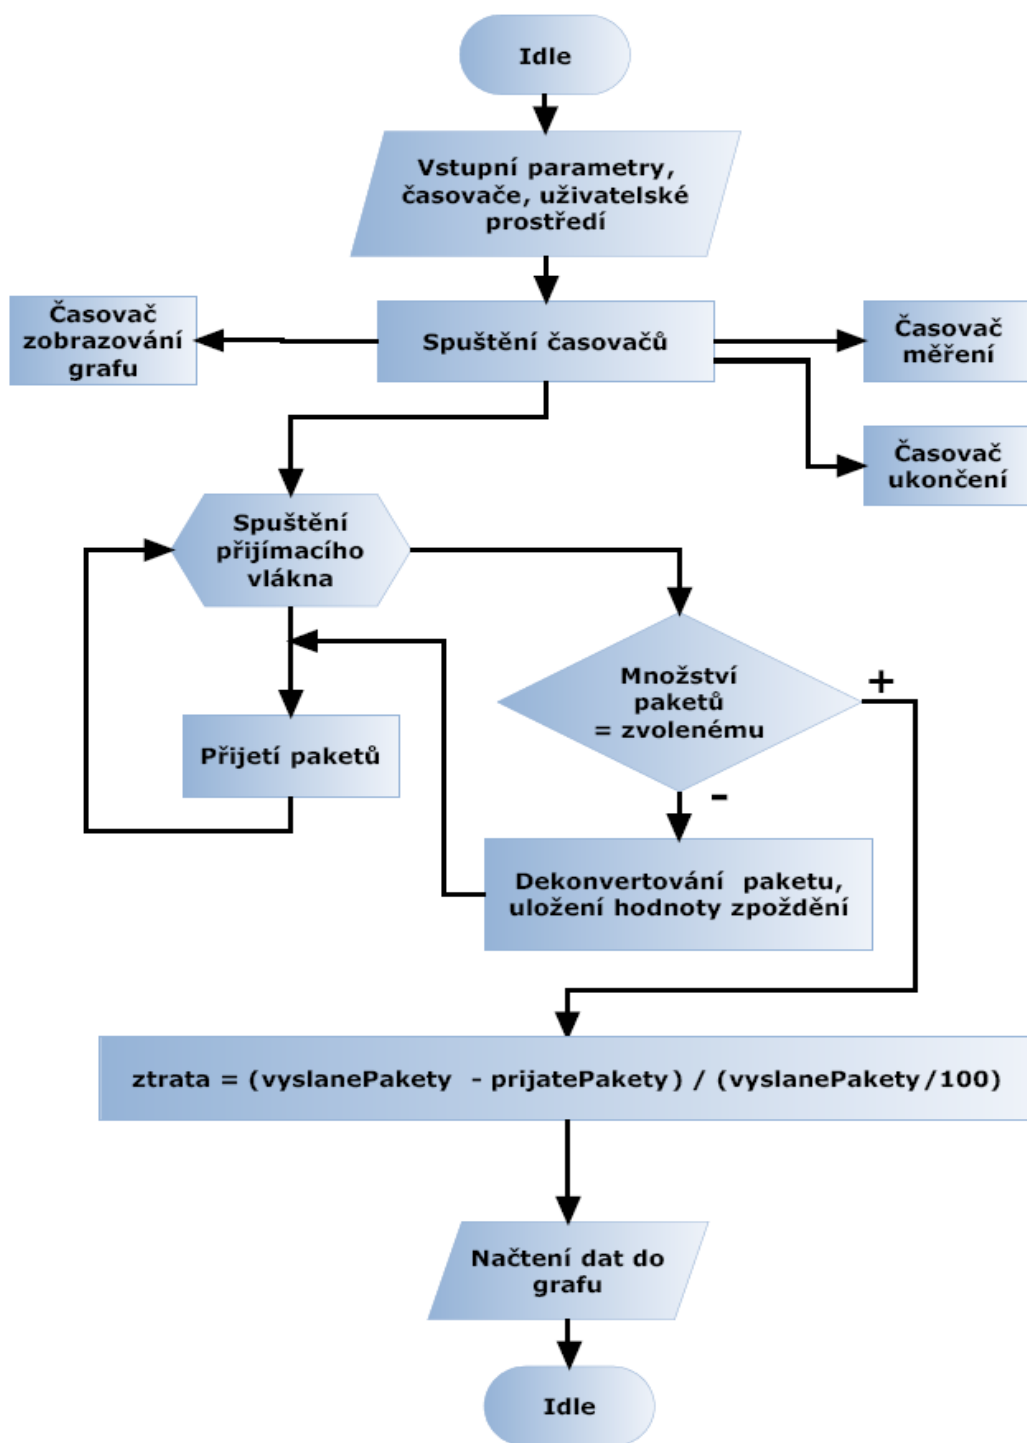 Idle
Vstupní parametry,
časovače, uživatelské
prostředí
Časovač
zobrazování
grafu
Spuštění časovačů
Časovač
měření
Časovač
ukončení
Spuštění
přijímacího
vlákna
Množství
paketů
= zvolenému
+
Přijetí paketů
-
Dekonvertování paketu,
uložení hodnoty zpoždění
ztrata = (vyslanePakety - prijatePakety) / (vyslanePakety/100)
Načtení dat do
grafu
Idle